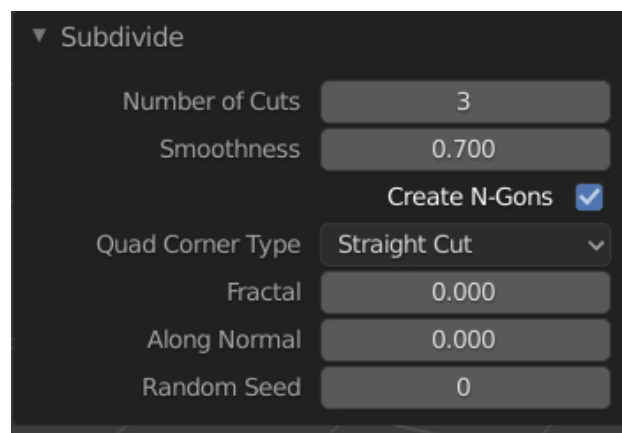 Subdivide
Number of Cuts 3
Smoothness 0.700
Create N-Gons
Quad Corner Type Straight Cut
Fractal 0.000
Along Normal 0.000
Random Seed 0